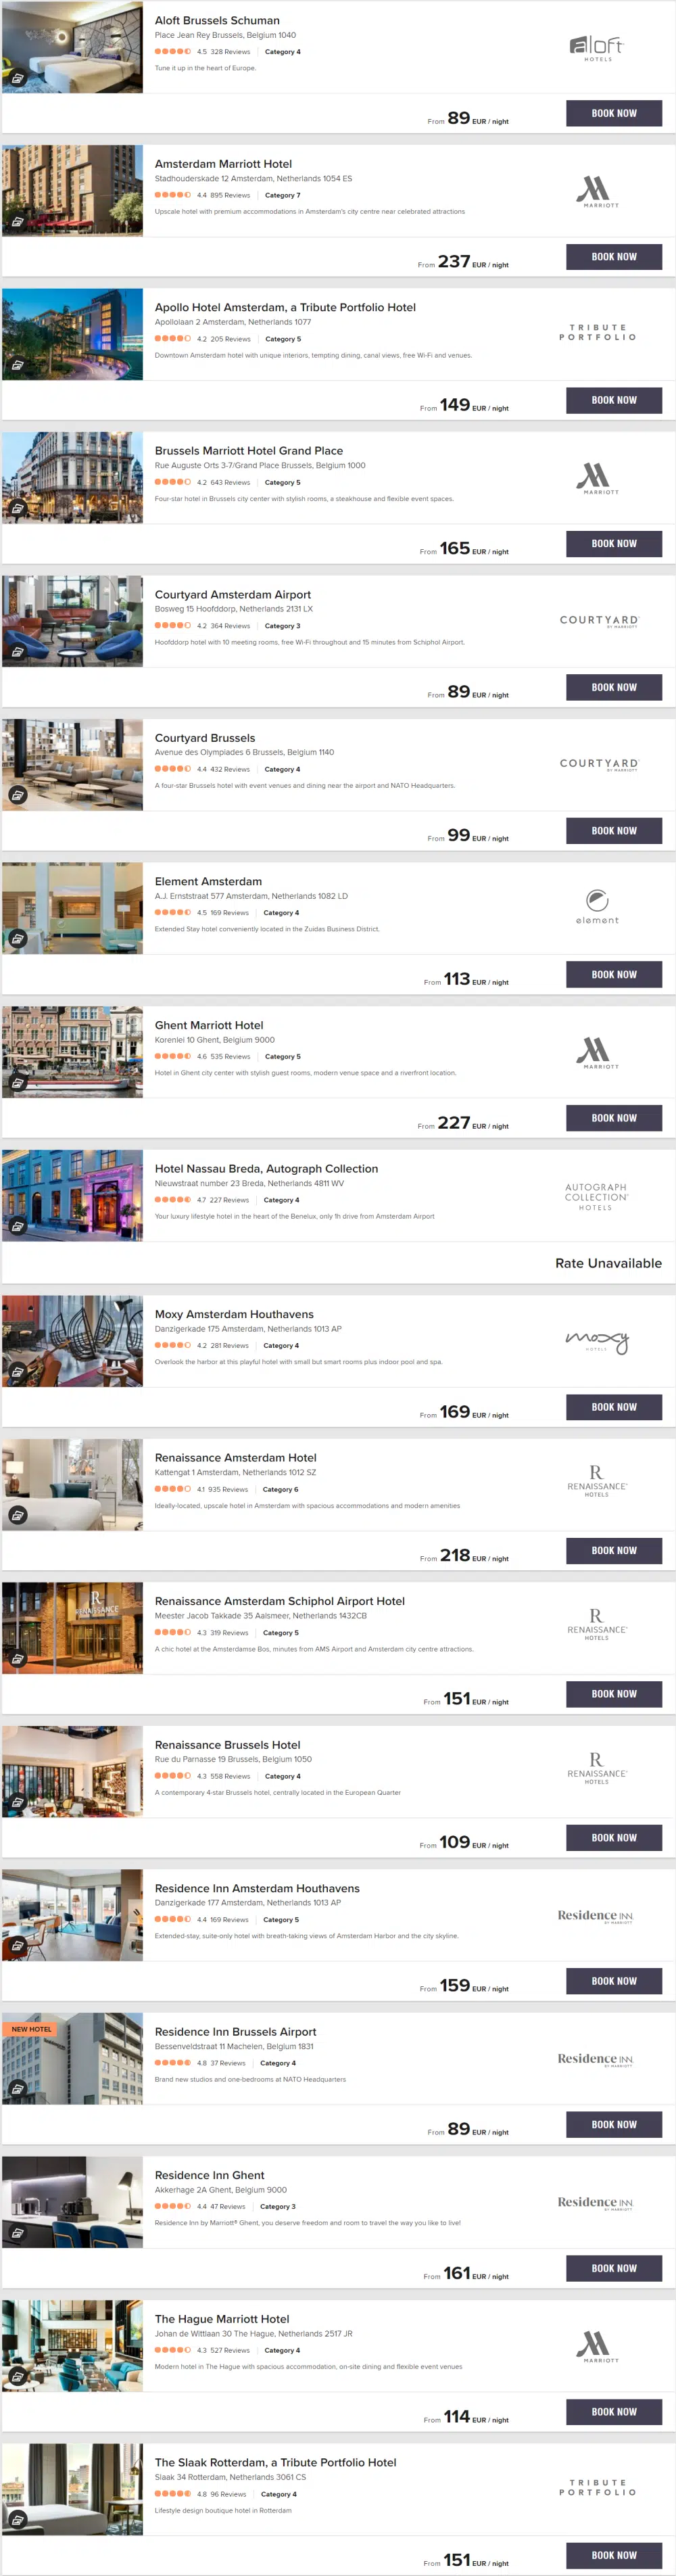 Aloft Brussels Schuman
Place Jean Rey Brussels, Belgium 1040
4.5 328 Reviews Category 4
Tune it up in the heart of Europe.
aloft
HOTELS
From 89 EUR / night
BOOK NOW
Amsterdam Marriott Hotel
Stadhouderskade 12 Amsterdam, Netherlands 1054 ES
4.4 895 Reviews Category 7
Upscale hotel with premium accommodations in Amsterdam's city centre near celebrated attractions
MARRIOTT
From 237 EUR / night
BOOK NOW
Apollo Hotel Amsterdam, a Tribute Portfolio Hotel
Apollolaan 2 Amsterdam, Netherlands 1077
4.2 205 Reviews Category 5
Downtown Amsterdam hotel with unique interiors, tempting dining, canal views, free Wi-Fi and venues.
TRIBUTE
PORTFOLIO
From 149 EUR / night
BOOK NOW
Brussels Marriott Hotel Grand Place
Rue Auguste Orts 3-7/Grand Place Brussels, Belgium 1000
4.2 643 Reviews Category 5
Four-star hotel in Brussels city center with stylish rooms, a steakhouse and flexible event spaces.
MARRIOTT
From 165 EUR / night
BOOK NOW
Courtyard Amsterdam Airport
Bosweg 15 Hoofddorp, Netherlands 2131 LX
4.2 364 Reviews Category 3
Hoofddorp hotel with 10 meeting rooms, free Wi-Fi throughout and 15 minutes from Schiphol Airport.
COURTYARD
BY MARRIOTT
From 89 EUR / night
BOOK NOW
Courtyard Brussels
Avenue des Olympiades 6 Brussels, Belgium 1140
4.4 432 Reviews Category 4
A four-star Brussels hotel with event venues and dining near the airport and NATO Headquarters.
COURTYARD
BY MARRIOTT
From 99 EUR / night
BOOK NOW
Element Amsterdam
A.J. Ernststraat 577 Amsterdam, Netherlands 1082 LD
4.5 169 Reviews Category 4
Extended Stay hotel conveniently located in the Zuidas Business District.
element
From 113 EUR / night
BOOK NOW
Ghent Marriott Hotel
Korenlei 10 Ghent, Belgium 9000
4.6 535 Reviews Category 5
Hotel in Ghent city center with stylish guest rooms, modern venue space and a riverfront location.
MARRIOTT
From 227 EUR / night
BOOK NOW
Hotel Nassau Breda, Autograph Collection
Nieuwstraat number 23 Breda, Netherlands 4811 WV
4.7 227 Reviews Category 4
Your luxury lifestyle hotel in the heart of the Benelux, only 1h drive from Amsterdam Airport
AUTOGRAPH
COLLECTION
HOTELS
Rate Unavailable
Moxy Amsterdam Houthavens
Danzigerkade 175 Amsterdam, Netherlands 1013 AP
4.2 281 Reviews Category 4
Overlook the harbor at this playful hotel with small but smart rooms plus indoor pool and spa.
moxy
HOTELS
From 169 EUR / night
BOOK NOW
Renaissance Amsterdam Hotel
Kattengat 1 Amsterdam, Netherlands 1012 SZ
4.1 935 Reviews Category 6
Ideally-located, upscale hotel in Amsterdam with spacious accommodations and modern amenities
R
RENAISSANCE
HOTELS
From 218 EUR / night
BOOK NOW
R
RENAISSANCE
Renaissance Amsterdam Schiphol Airport Hotel
Meester Jacob Takkade 35 Aalsmeer, Netherlands 1432CB
4.3 319 Reviews Category 5
A chic hotel at the Amsterdamse Bos, minutes from AMS Airport and Amsterdam city centre attractions.
R
RENAISSANCE
HOTELS
From 151 EUR / night
BOOK NOW
Renaissance Brussels Hotel
Rue du Parnasse 19 Brussels, Belgium 1050
4.3 558 Reviews Category 4
A contemporary 4-star Brussels hotel, centrally located in the European Quarter
R
RENAISSANCE
HOTELS
From 109 EUR / night
BOOK NOW
Residence Inn Amsterdam Houthavens
Danzigerkade 177 Amsterdam, Netherlands 1013 AP
4.4 169 Reviews Category 5
Extended-stay, suite-only hotel with breath-taking views of Amsterdam Harbor and the city skyline.
Residence INN
BY MARRIOTT
From 159 EUR / night
BOOK NOW
NEW HOTEL
Residence Inn Brussels Airport
Bessenveldstraat 11 Machelen, Belgium 1831
4.8 37 Reviews Category 4
Brand new studios and one-bedrooms at NATO Headquarters
Residence INN
BY MARRIOTT
From 89 EUR / night
BOOK NOW
Residence Inn Ghent
Akkerhage 2A Ghent, Belgium 9000
4.4 47 Reviews Category 3
Residence Inn by Marriott® Ghent, you deserve freedom and room to travel the way you like to live!
Residence INN
BY MARRIOTT
From 161 EUR / night
BOOK NOW
The Hague Marriott Hotel
Johan de Wittlaan 30 The Hague, Netherlands 2517 JR
4.3 527 Reviews Category 4
Modern hotel in The Hague with spacious accommodation, on-site dining and flexible event venues
MARRIOTT
From 114 EUR / night
BOOK NOW
The Slaak Rotterdam, a Tribute Portfolio Hotel
Slaak 34 Rotterdam, Netherlands 3061 CS
4.8 96 Reviews Category 4
Lifestyle design boutique hotel in Rotterdam
TRIBUTE
PORTFOLIO
From 151 EUR / night
BOOK NOW